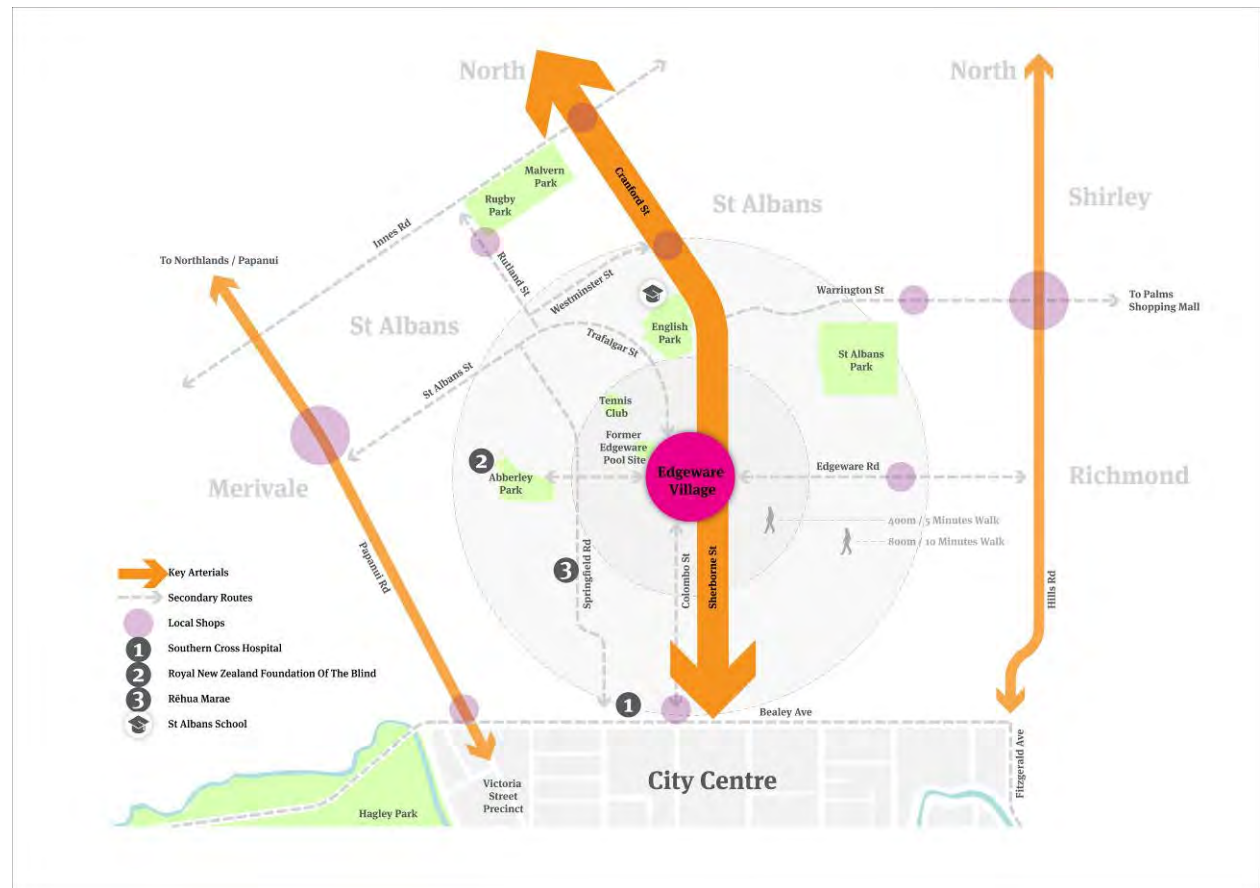 North
North
Malvern
Park
Rugby
Park
Cranford St
St Albans
Shirley
Innes Rd
To Northlands / Papanui
Rutland St
Westminster St
Warrington St
To Palms
Shopping Mall
St Albans
English
Park
Trafalgar St
St Albans
Park
St Albans St
Tennis
Club
Former
Edgeware
Pool Site
Edgeware
Village
Edgeware Rd
2
Abberley
Park
Merivale
Richmond
400m / 5 Minutes Walk
800m / 10 Minutes Walk
Papanui Rd
3
Springfield Rd
Colombo St
Sherborne St
Hills Rd
Key Arterials
Secondary Routes
Local Shops
1
Southern Cross Hospital
2
Royal New Zealand Foundation Of The Blind
3
Rēhua Marae
St Albans School
1
Bealey Ave
Fitzgerald Ave
City Centre
Victoria
Street
Precinct
Hagley Park